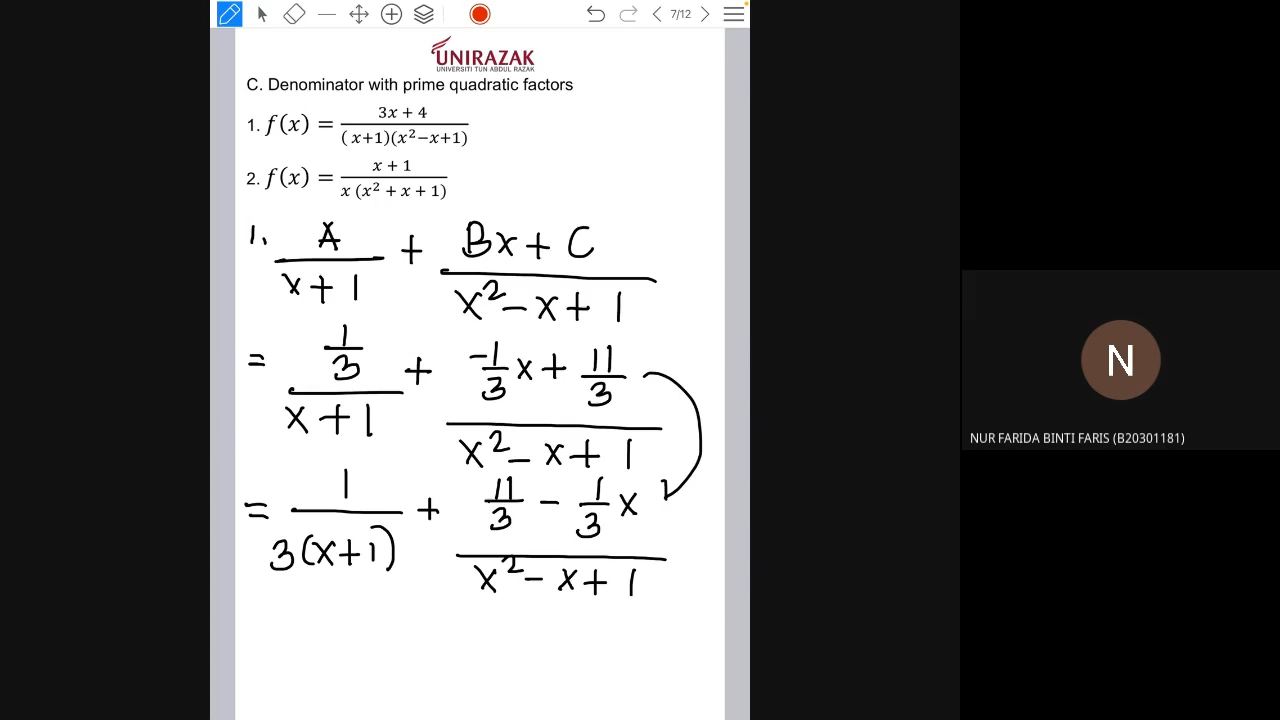 7/12
UNIRAZAK
UNIVERSITI TUN ABDUL RAZAK
C. Denominator with prime quadratic factors
1. f(x) = 3x + 4 / (x+1)(x²−x+1)
2. f(x) = x + 1 / x (x² + x + 1)
1. A / x + 1 + Bx + C / x² − x + 1
= 1/3 / x + 1 + -1/3 x + 11/3 / x² − x + 1
= 1 / 3(x+1) + 11/3 − 1/3 x / x² − x + 1
N
NUR FARIDA BINTI FARIS (B20301181)